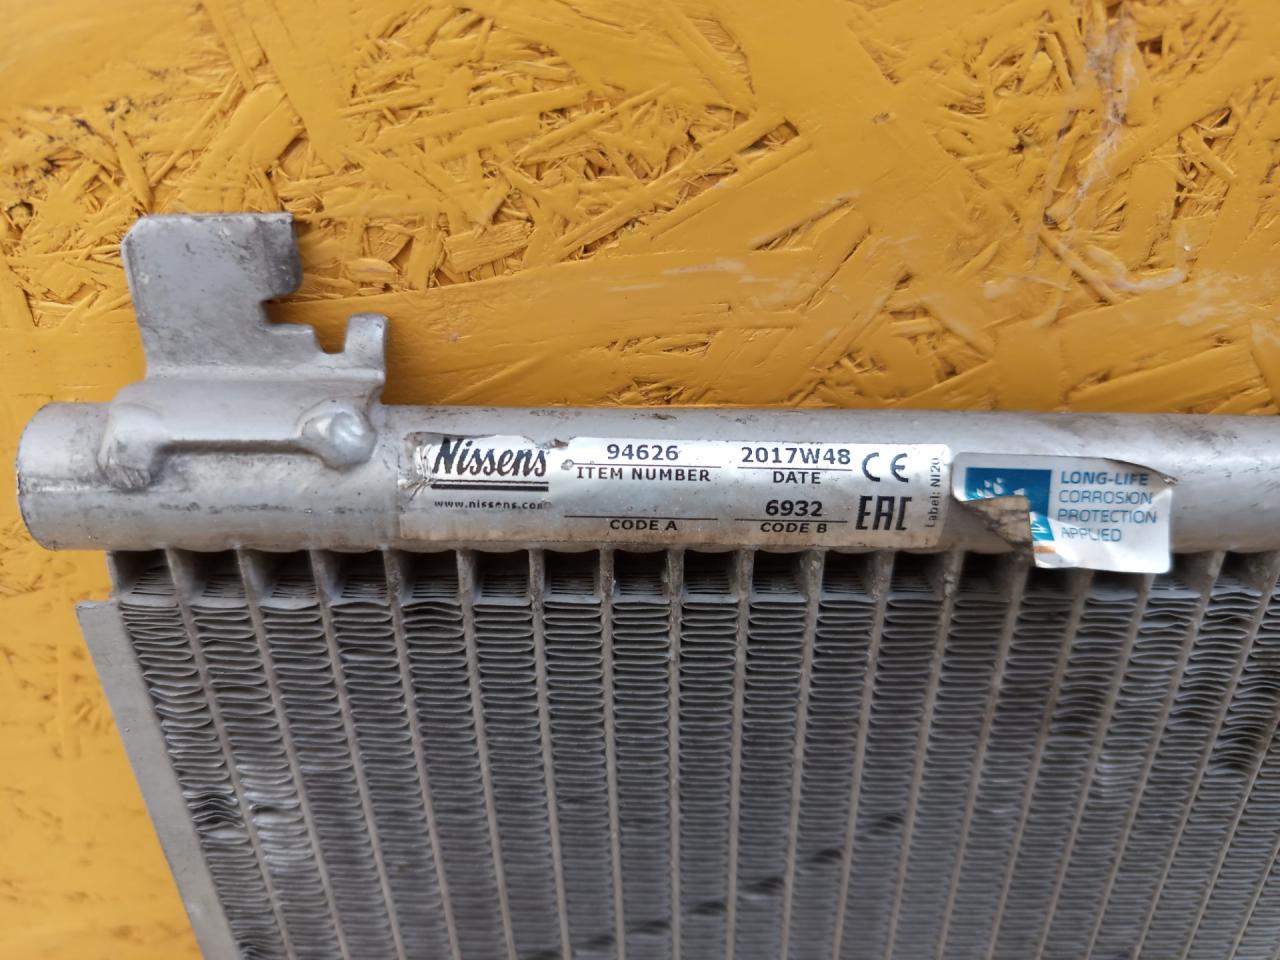 Nissens
www.nissens.com
94626
ITEM NUMBER
2017W48
DATE
CODE A
6932
CODE B
CE
EAC
LONG-LIFE
CORROSION
PROTECTION
APPLIED